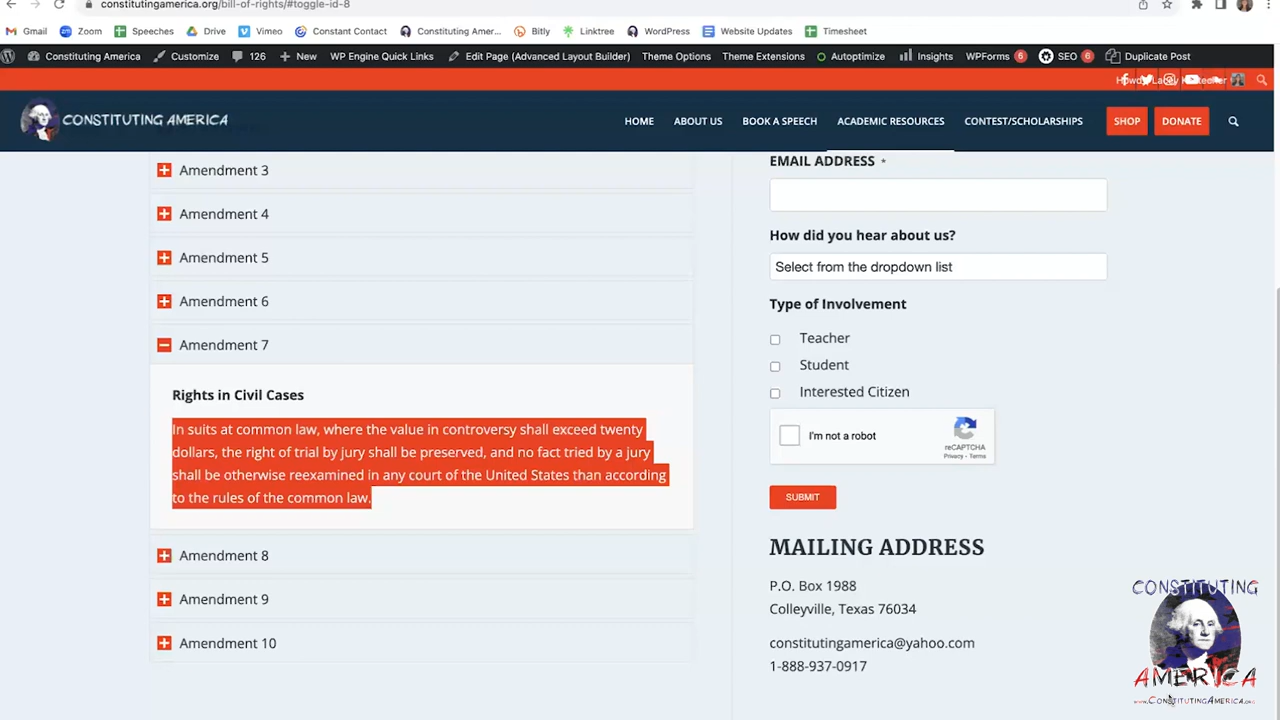 constitutingamerica.org/bill-of-rights/#toggle-id-8
Gmail Zoom Speeches Drive Vimeo Constant Contact Constituting Amer... Bitly Linktree WordPress Website Updates Timesheet
Constituting America Customize 126 New WP Engine Quick Links Edit Page (Advanced Layout Builder) Theme Options Theme Extensions Autoptimize Insights WPForms 6 SEO 6 Duplicate Post
CONSTITUTING AMERICA HOME ABOUT US BOOK A SPEECH ACADEMIC RESOURCES CONTEST/SCHOLARSHIPS SHOP DONATE
Amendment 3
Amendment 4
Amendment 5
Amendment 6
Amendment 7
Rights in Civil Cases
In suits at common law, where the value in controversy shall exceed twenty
dollars, the right of trial by jury shall be preserved, and no fact tried by a jury
shall be otherwise reexamined in any court of the United States than according
to the rules of the common law.
Amendment 8
Amendment 9
Amendment 10
EMAIL ADDRESS *
How did you hear about us?
Select from the dropdown list
Type of Involvement
Teacher
Student
Interested Citizen
I'm not a robot
reCAPTCHA
Privacy - Terms
SUBMIT
MAILING ADDRESS
P.O. Box 1988
Colleyville, Texas 76034
constitutingamerica@yahoo.com
1-888-937-0917
CONSTITUTING
AMERICA
www.ConstitutingAmerica.org